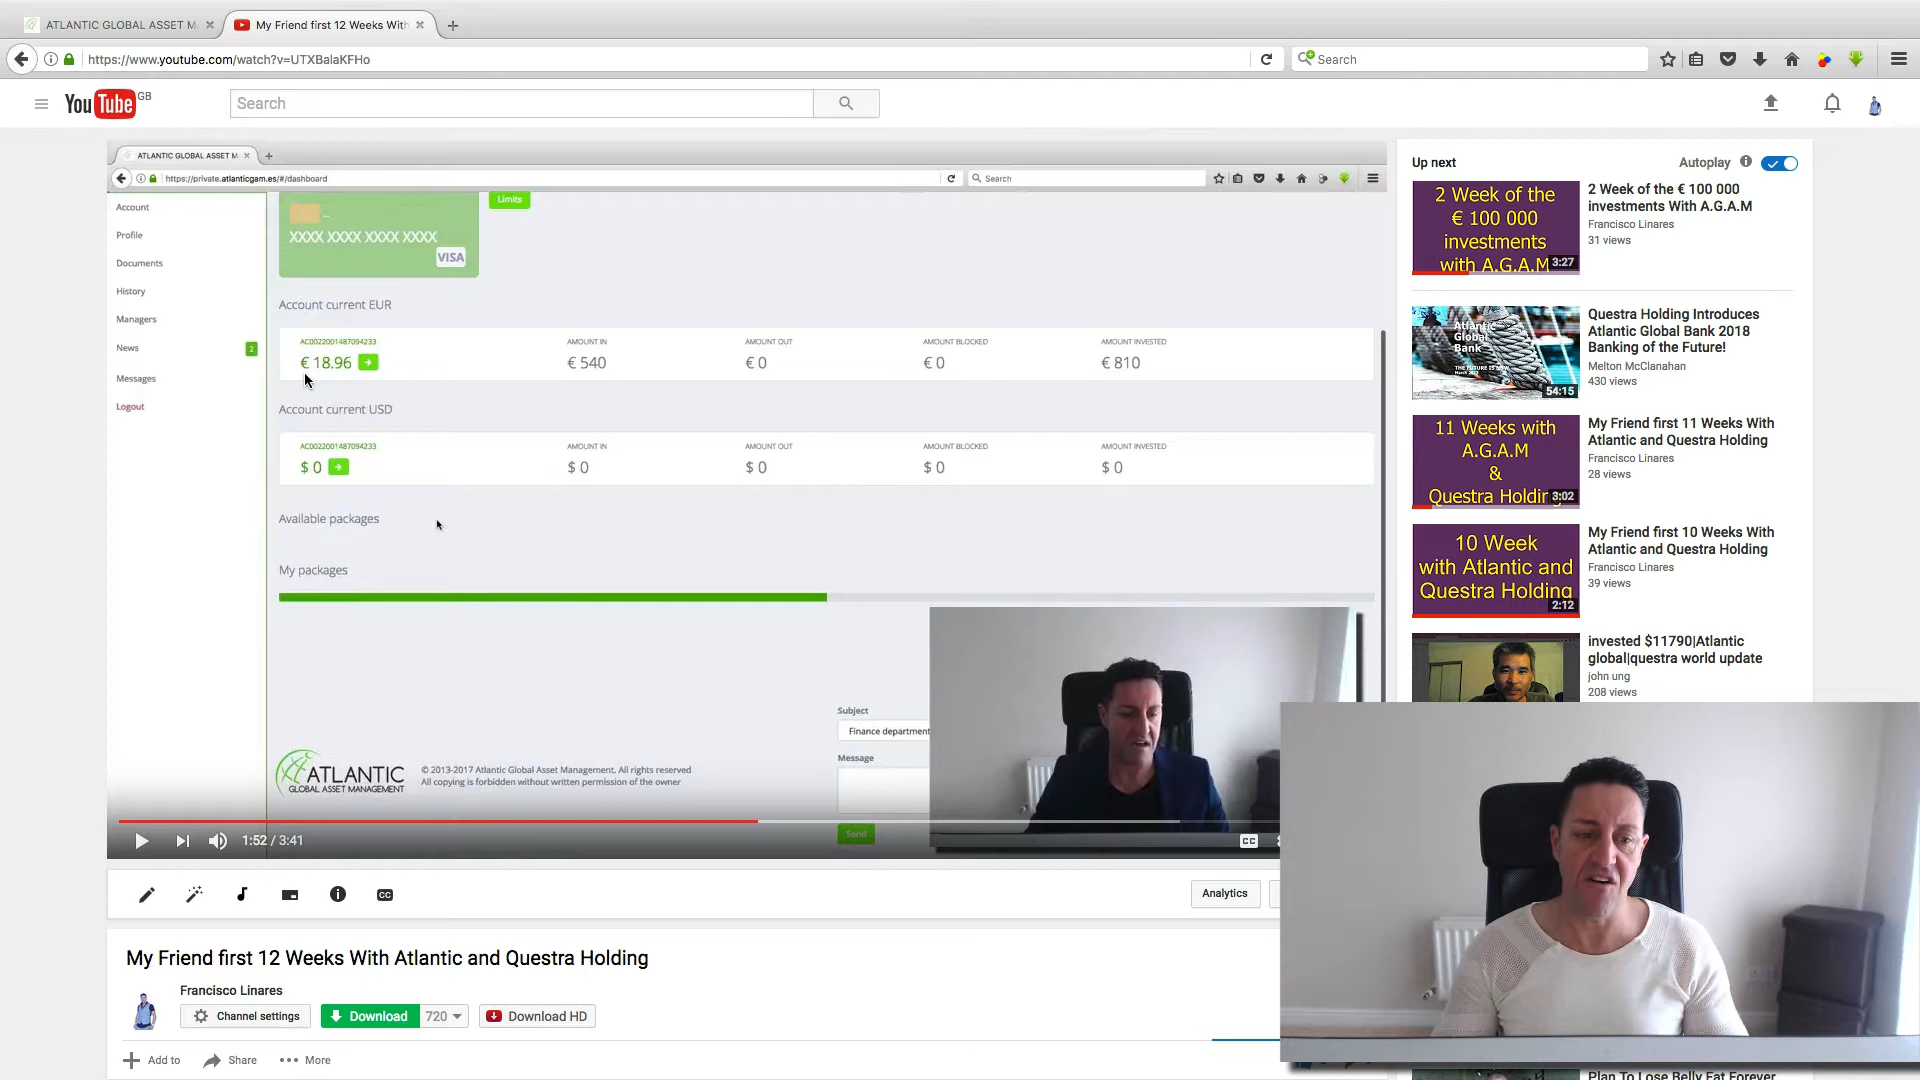 ATLANTIC GLOBAL ASSET M
My Friend first 12 Weeks With
https://www.youtube.com/watch?v=UTXBalaKFHo
Search
YouTube GB
Search
ATLANTIC GLOBAL ASSET M
https://private.atlanticgam.es/#/dashboard
Search
Account
Profile
Documents
History
Managers
News
2
Messages
Logout
Limits
XXXX XXXX XXXX XXXX
VISA
Account current EUR
AC0022001487094233
AMOUNT IN
AMOUNT OUT
AMOUNT BLOCKED
AMOUNT INVESTED
€ 18.96
€ 540
€ 0
€ 0
€ 810
Account current USD
AC0022001487094233
AMOUNT IN
AMOUNT OUT
AMOUNT BLOCKED
AMOUNT INVESTED
$ 0
$ 0
$ 0
$ 0
$ 0
Available packages
My packages
Subject
Finance department
Message
Send
ATLANTIC
GLOBAL ASSET MANAGEMENT
© 2013-2017 Atlantic Global Asset Management. All rights reserved
All copying is forbidden without written permission of the owner
1:52 / 3:41
CC
CC
Analytics
My Friend first 12 Weeks With Atlantic and Questra Holding
Francisco Linares
Channel settings
Download
720
Download HD
Add to
Share
More
Up next
Autoplay
2 Week of the
€ 100 000
investments
with A.G.A.M
3:27
2 Week of the € 100 000
investments With A.G.A.M
Francisco Linares
31 views
Atlantic
Global
Bank
54:15
Questra Holding Introduces
Atlantic Global Bank 2018
Banking of the Future!
Melton McClanahan
430 views
11 Weeks with
A.G.A.M
&
Questra Holding
3:02
My Friend first 11 Weeks With
Atlantic and Questra Holding
Francisco Linares
28 views
10 Week
with Atlantic and
Questra Holding
2:12
My Friend first 10 Weeks With
Atlantic and Questra Holding
Francisco Linares
39 views
invested $11790|Atlantic
global|questra world update
john ung
208 views
Plan To Lose Belly Fat Forever